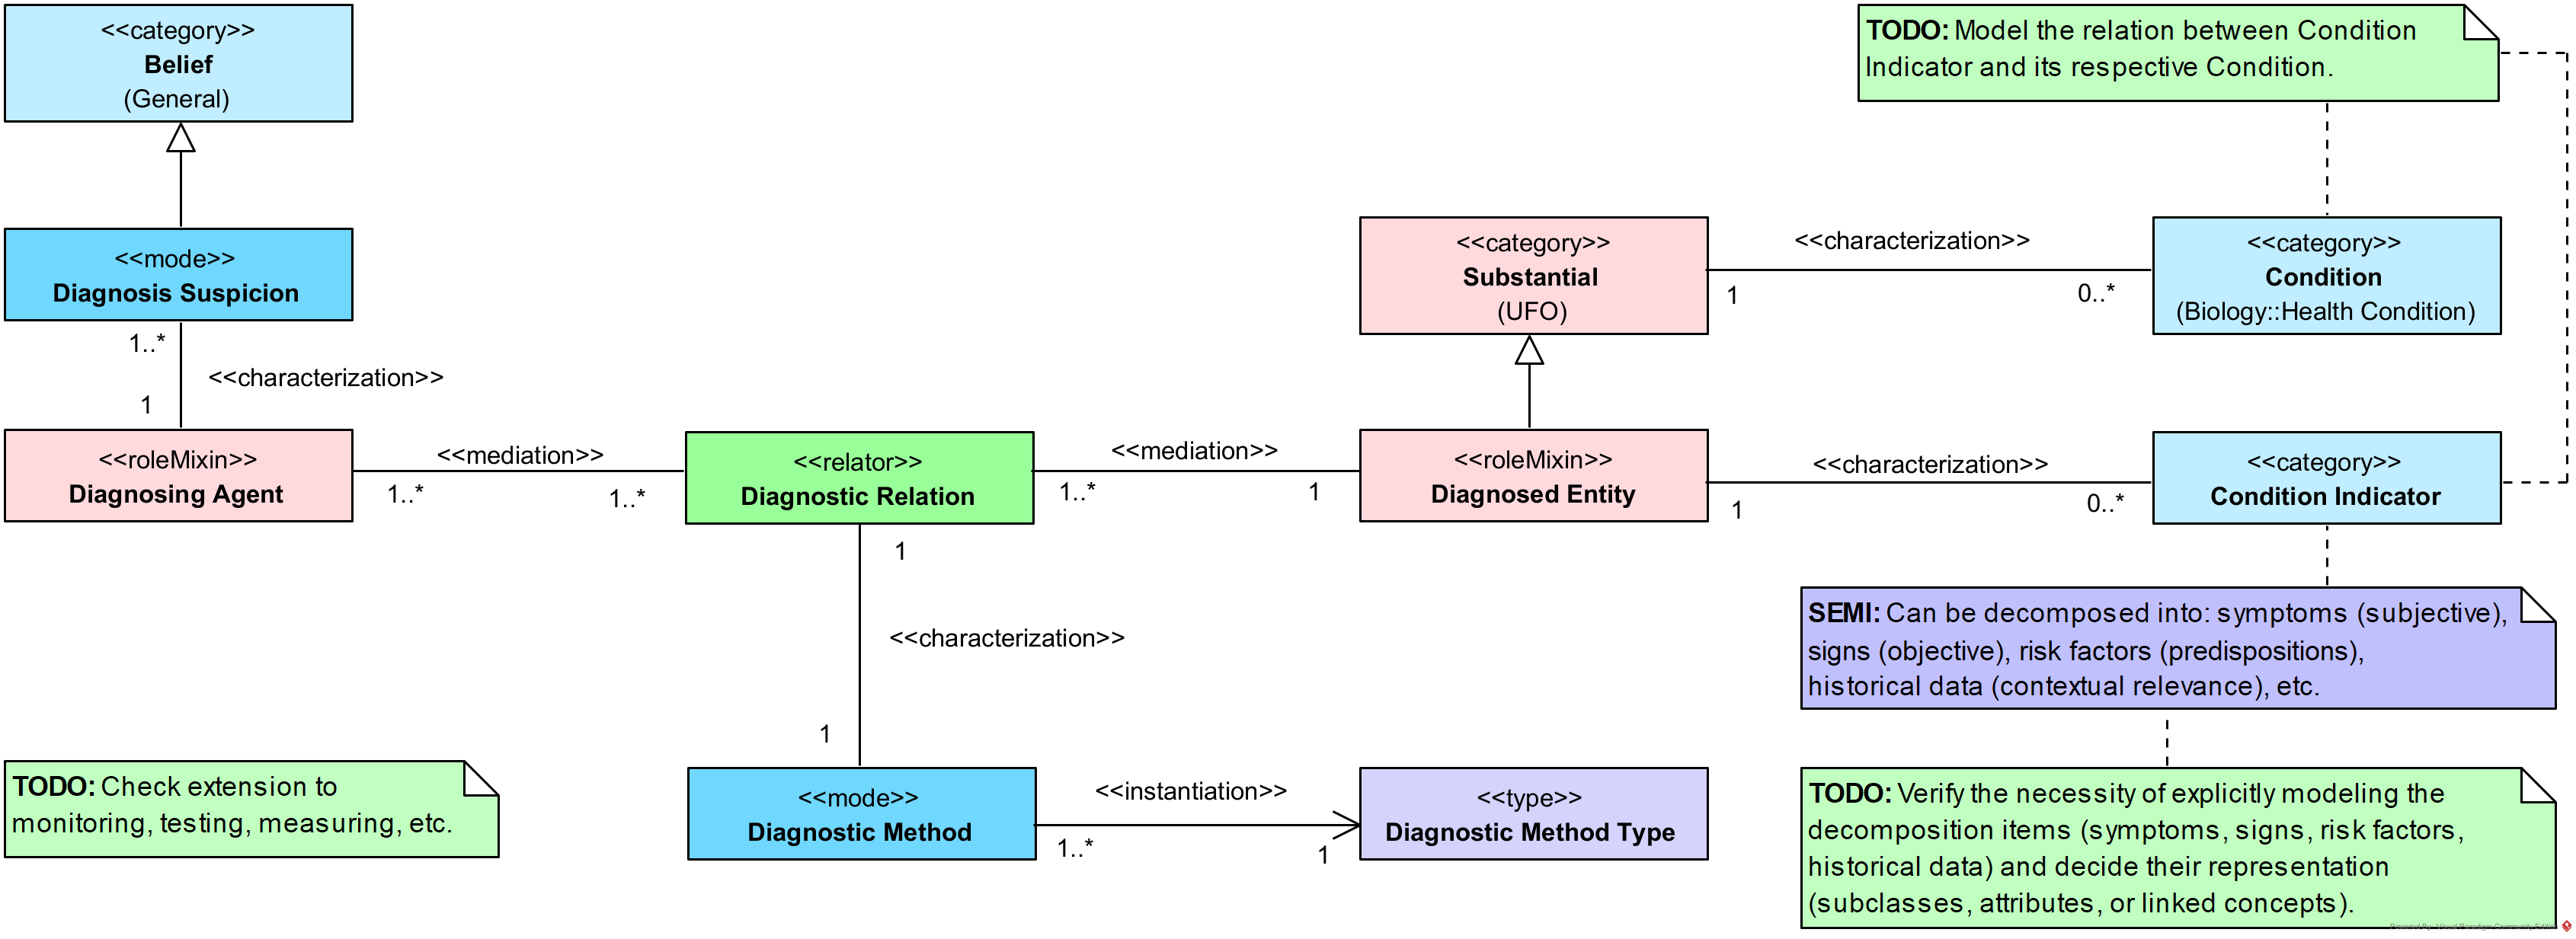 <<category>>
Belief
(General)
TODO: Model the relation between Condition
Indicator and its respective Condition.
<<mode>>
Diagnosis Suspicion
<<category>>
Substantial
(UFO)
<<characterization>>
1
0..*
<<category>>
Condition
(Biology::Health Condition)
1..*
<<characterization>>
1
<<roleMixin>>
Diagnosing Agent
<<mediation>>
1..*
1..*
<<relator>>
Diagnostic Relation
<<mediation>>
1..*
1
<<roleMixin>>
Diagnosed Entity
<<characterization>>
1
0..*
<<category>>
Condition Indicator
1
<<characterization>>
1
SEMI: Can be decomposed into: symptoms (subjective),
signs (objective), risk factors (predispositions),
historical data (contextual relevance), etc.
TODO: Check extension to
monitoring, testing, measuring, etc.
<<mode>>
Diagnostic Method
<<instantiation>>
1..*
1
<<type>>
Diagnostic Method Type
TODO: Verify the necessity of explicitly modeling the
decomposition items (symptoms, signs, risk factors,
historical data) and decide their representation
(subclasses, attributes, or linked concepts).
Powered By Visual Paradigm Community Edition